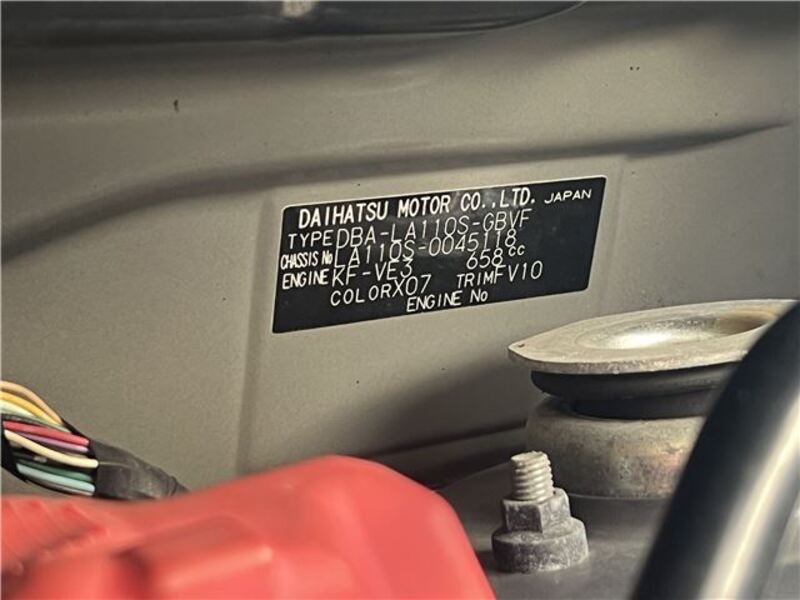 DAIHATSU MOTOR CO.,LTD. JAPAN
TYPE DBA-LA110S-GBVF
CHASSIS No LA110S-0045118
ENGINE KF-VE3 658cc
COLOR X07 TRIM FV10
ENGINE No